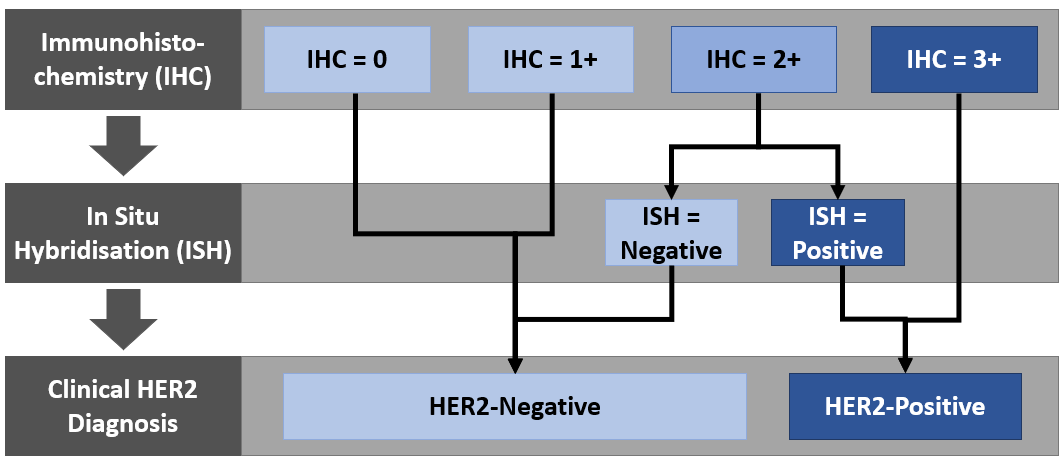 Immunohisto-
chemistry (IHC)
IHC = 0
IHC = 1+
IHC = 2+
IHC = 3+
In Situ
Hybridisation (ISH)
ISH =
Negative
ISH =
Positive
Clinical HER2
Diagnosis
HER2-Negative
HER2-Positive